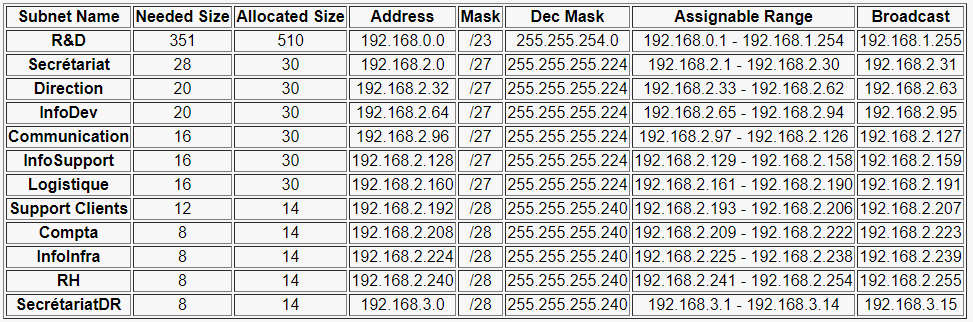 Subnet Name Needed Size Allocated Size Address Mask Dec Mask Assignable Range Broadcast
R&D 351 510 192.168.0.0 /23 255.255.254.0 192.168.0.1 - 192.168.1.254 192.168.1.255
Secrétariat 28 30 192.168.2.0 /27 255.255.255.224 192.168.2.1 - 192.168.2.30 192.168.2.31
Direction 20 30 192.168.2.32 /27 255.255.255.224 192.168.2.33 - 192.168.2.62 192.168.2.63
InfoDev 20 30 192.168.2.64 /27 255.255.255.224 192.168.2.65 - 192.168.2.94 192.168.2.95
Communication 16 30 192.168.2.96 /27 255.255.255.224 192.168.2.97 - 192.168.2.126 192.168.2.127
InfoSupport 16 30 192.168.2.128 /27 255.255.255.224 192.168.2.129 - 192.168.2.158 192.168.2.159
Logistique 16 30 192.168.2.160 /27 255.255.255.224 192.168.2.161 - 192.168.2.190 192.168.2.191
Support Clients 12 14 192.168.2.192 /28 255.255.255.240 192.168.2.193 - 192.168.2.206 192.168.2.207
Compta 8 14 192.168.2.208 /28 255.255.255.240 192.168.2.209 - 192.168.2.222 192.168.2.223
InfoInfra 8 14 192.168.2.224 /28 255.255.255.240 192.168.2.225 - 192.168.2.238 192.168.2.239
RH 8 14 192.168.2.240 /28 255.255.255.240 192.168.2.241 - 192.168.2.254 192.168.2.255
SecrétariatDR 8 14 192.168.3.0 /28 255.255.255.240 192.168.3.1 - 192.168.3.14 192.168.3.15